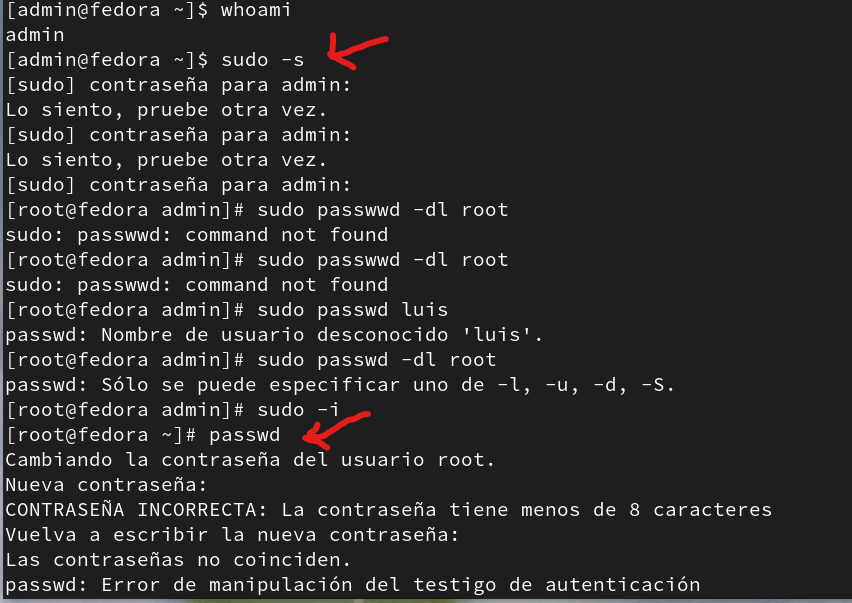 [admin@fedora ~]$ whoami
admin
[admin@fedora ~]$ sudo -s
[sudo] contraseña para admin:
Lo siento, pruebe otra vez.
[sudo] contraseña para admin:
Lo siento, pruebe otra vez.
[sudo] contraseña para admin:
[root@fedora admin]# sudo passwwd -dl root
sudo: passwwd: command not found
[root@fedora admin]# sudo passwwd -dl root
sudo: passwwd: command not found
[root@fedora admin]# sudo passwd luis
passwd: Nombre de usuario desconocido 'luis'.
[root@fedora admin]# sudo passwd -dl root
passwd: Sólo se puede especificar uno de -l, -u, -d, -S.
[root@fedora admin]# sudo -i
[root@fedora ~]# passwd
Cambiando la contraseña del usuario root.
Nueva contraseña:
CONTRASEÑA INCORRECTA: La contraseña tiene menos de 8 caracteres
Vuelva a escribir la nueva contraseña:
Las contraseñas no coinciden.
passwd: Error de manipulación del testigo de autenticación